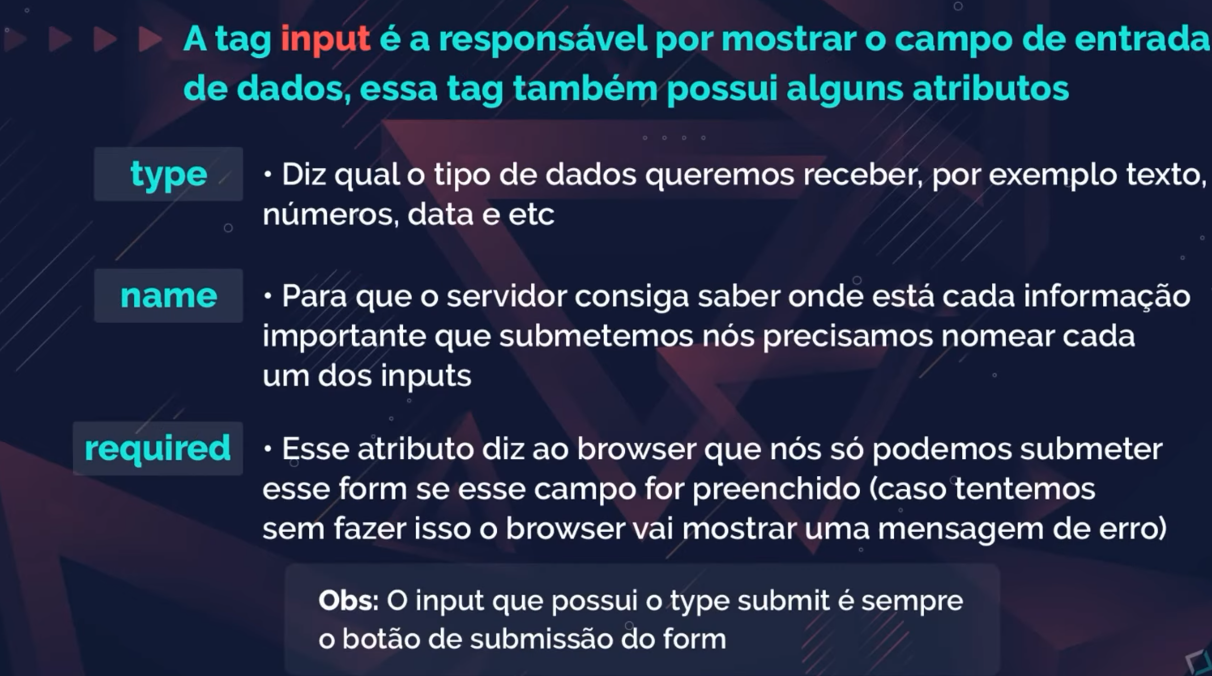 A tag input é a responsável por mostrar o campo de entrada
de dados, essa tag também possui alguns atributos
type
• Diz qual o tipo de dados queremos receber, por exemplo texto,
números, data e etc
name
• Para que o servidor consiga saber onde está cada informação
importante que submetemos nós precisamos nomear cada
um dos inputs
required
• Esse atributo diz ao browser que nós só podemos submeter
esse form se esse campo for preenchido (caso tentemos
sem fazer isso o browser vai mostrar uma mensagem de erro)
Obs: O input que possui o type submit é sempre
o botão de submissão do form